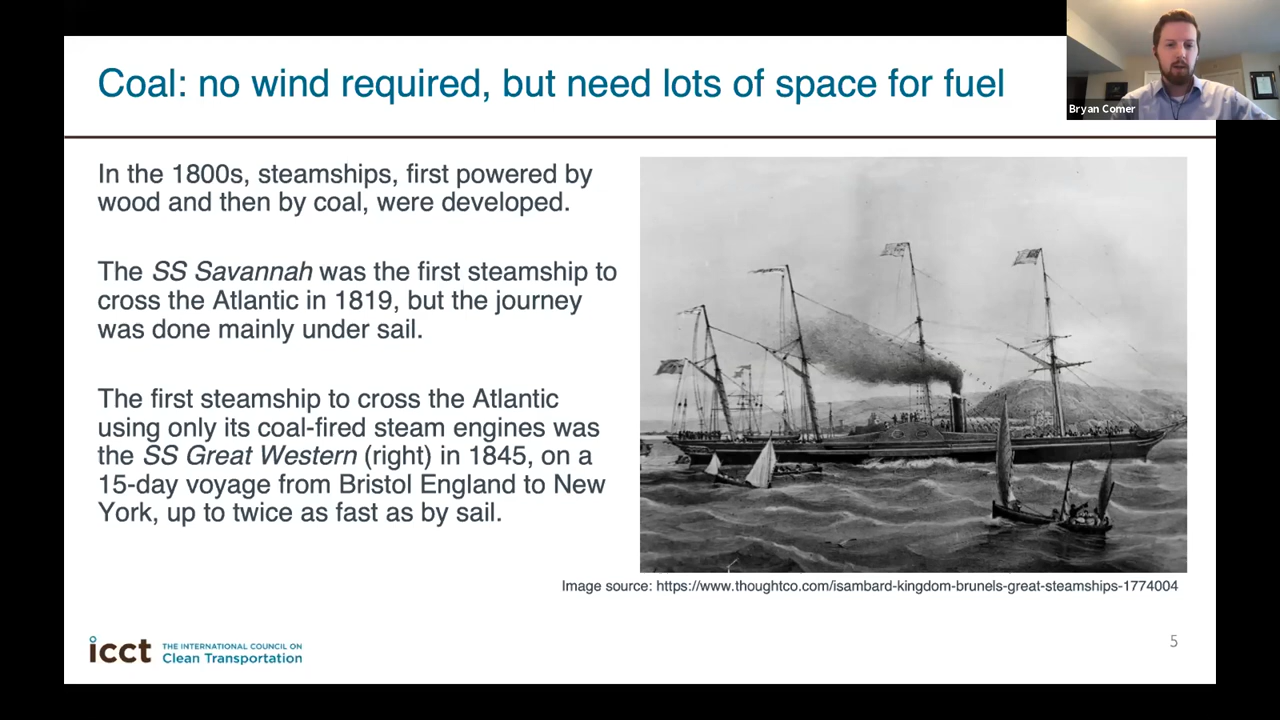 Coal: no wind required, but need lots of space for fuel
Bryan Comer
In the 1800s, steamships, first powered by
wood and then by coal, were developed.
The SS Savannah was the first steamship to
cross the Atlantic in 1819, but the journey
was done mainly under sail.
The first steamship to cross the Atlantic
using only its coal-fired steam engines was
the SS Great Western (right) in 1845, on a
15-day voyage from Bristol England to New
York, up to twice as fast as by sail.
Image source: https://www.thoughtco.com/isambard-kingdom-brunels-great-steamships-1774004
icct
THE INTERNATIONAL COUNCIL ON
Clean Transportation
5